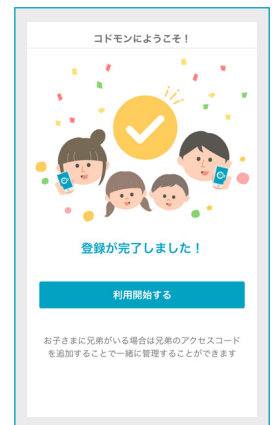 コドモンにようこそ！
登録が完了しました！
利用開始する
お子さまに兄弟がいる場合は兄弟のアクセスコード
を追加することで一緒に管理することができます